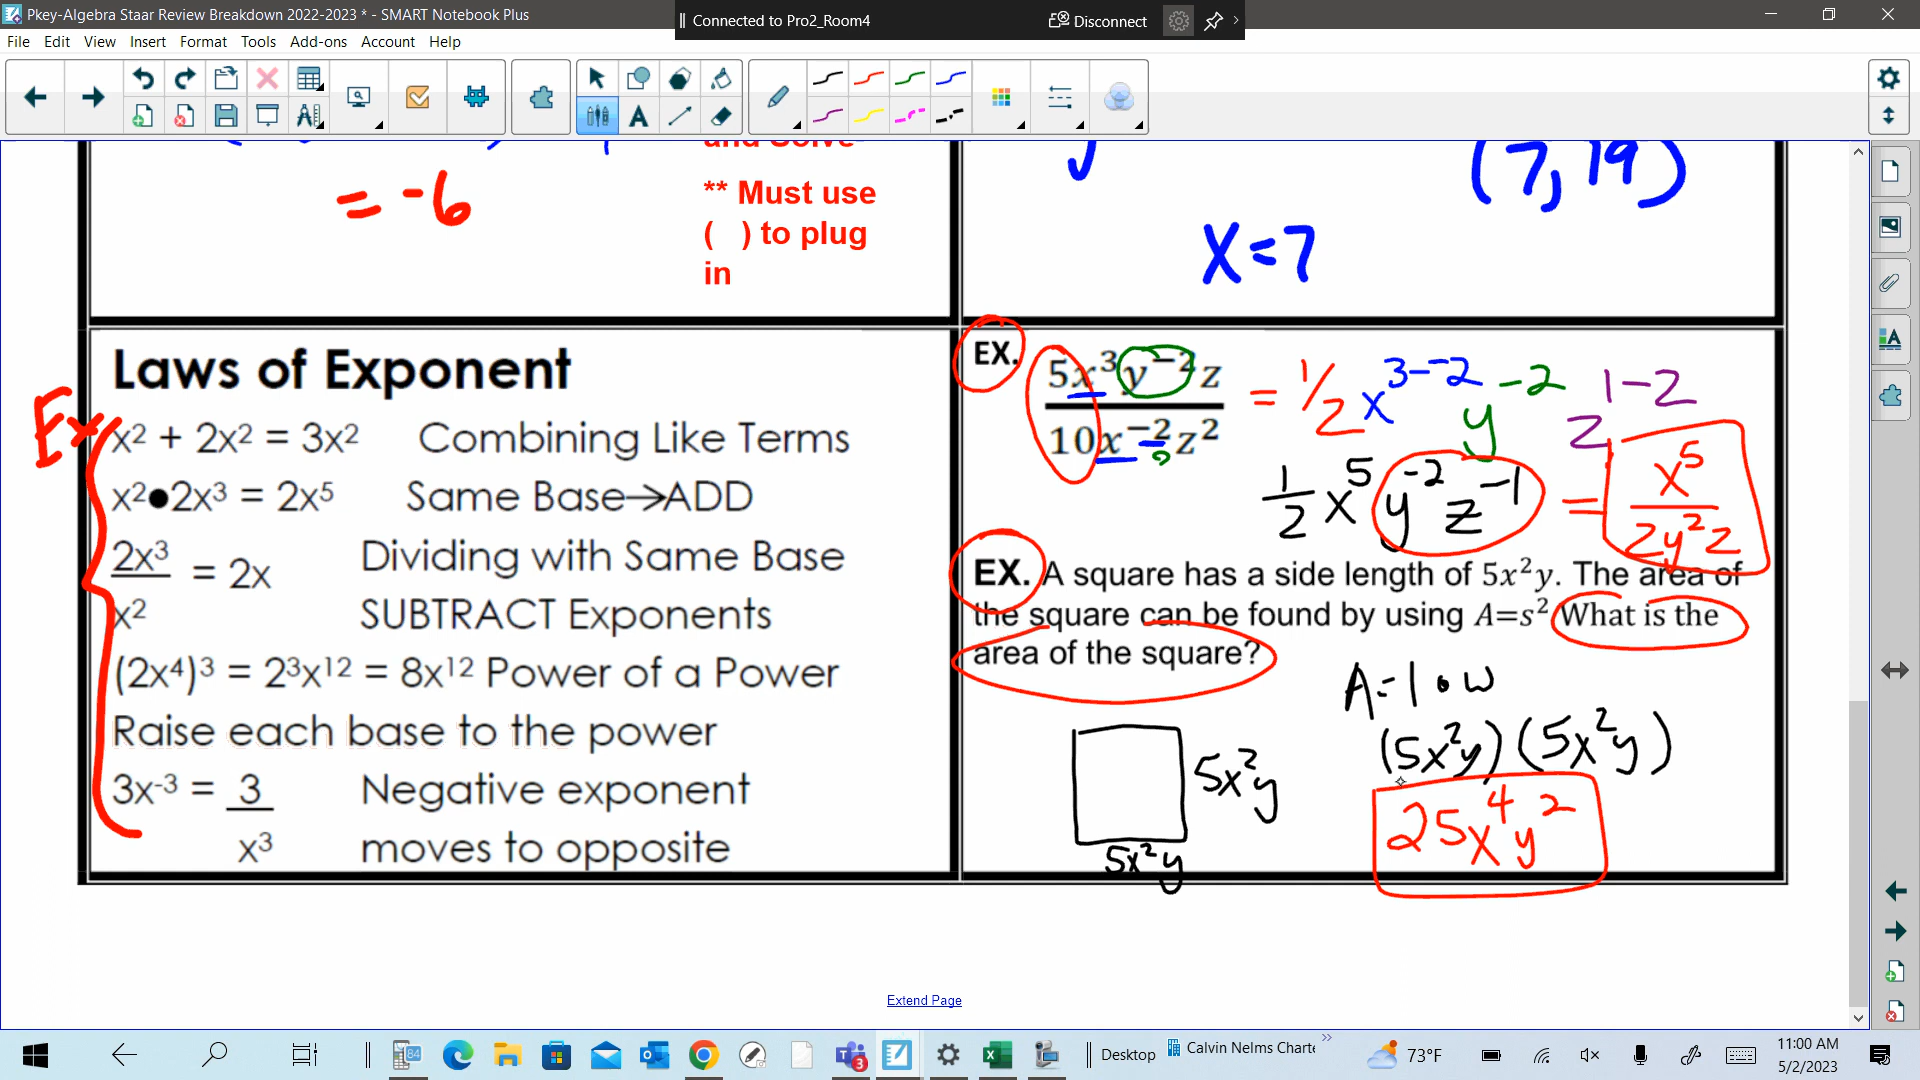 Pkey-Algebra Staar Review Breakdown 2022-2023 * - SMART Notebook Plus
Connected to Pro2_Room4
Disconnect
File Edit View Insert Format Tools Add-ons Account Help
and Solve
** Must use
( ) to plug
in
= -6
(7, 19)
x=7
Ex
Laws of Exponent
x² + 2x² = 3x² Combining Like Terms
x²●2x³ = 2x⁵ Same Base→ADD
2x³
= 2x Dividing with Same Base
x² SUBTRACT Exponents
(2x⁴)³ = 2³x¹² = 8x¹² Power of a Power
Raise each base to the power
3x⁻³ = 3 Negative exponent
x³ moves to opposite
EX.
5x³y⁻²z
10x⁻²z²
= 1/2 x³⁻⁻² y⁻² z¹⁻²
1/2 x⁵ y⁻² z⁻¹ = x⁵
2y²z
EX. A square has a side length of 5x²y. The area of
the square can be found by using A=s² What is the
area of the square?
A=l•w
(5x²y)(5x²y)
25x⁴y²
5x²y
5x²y
Extend Page
84
3
Desktop
Calvin Nelms Charte
73°F
11:00 AM
5/2/2023